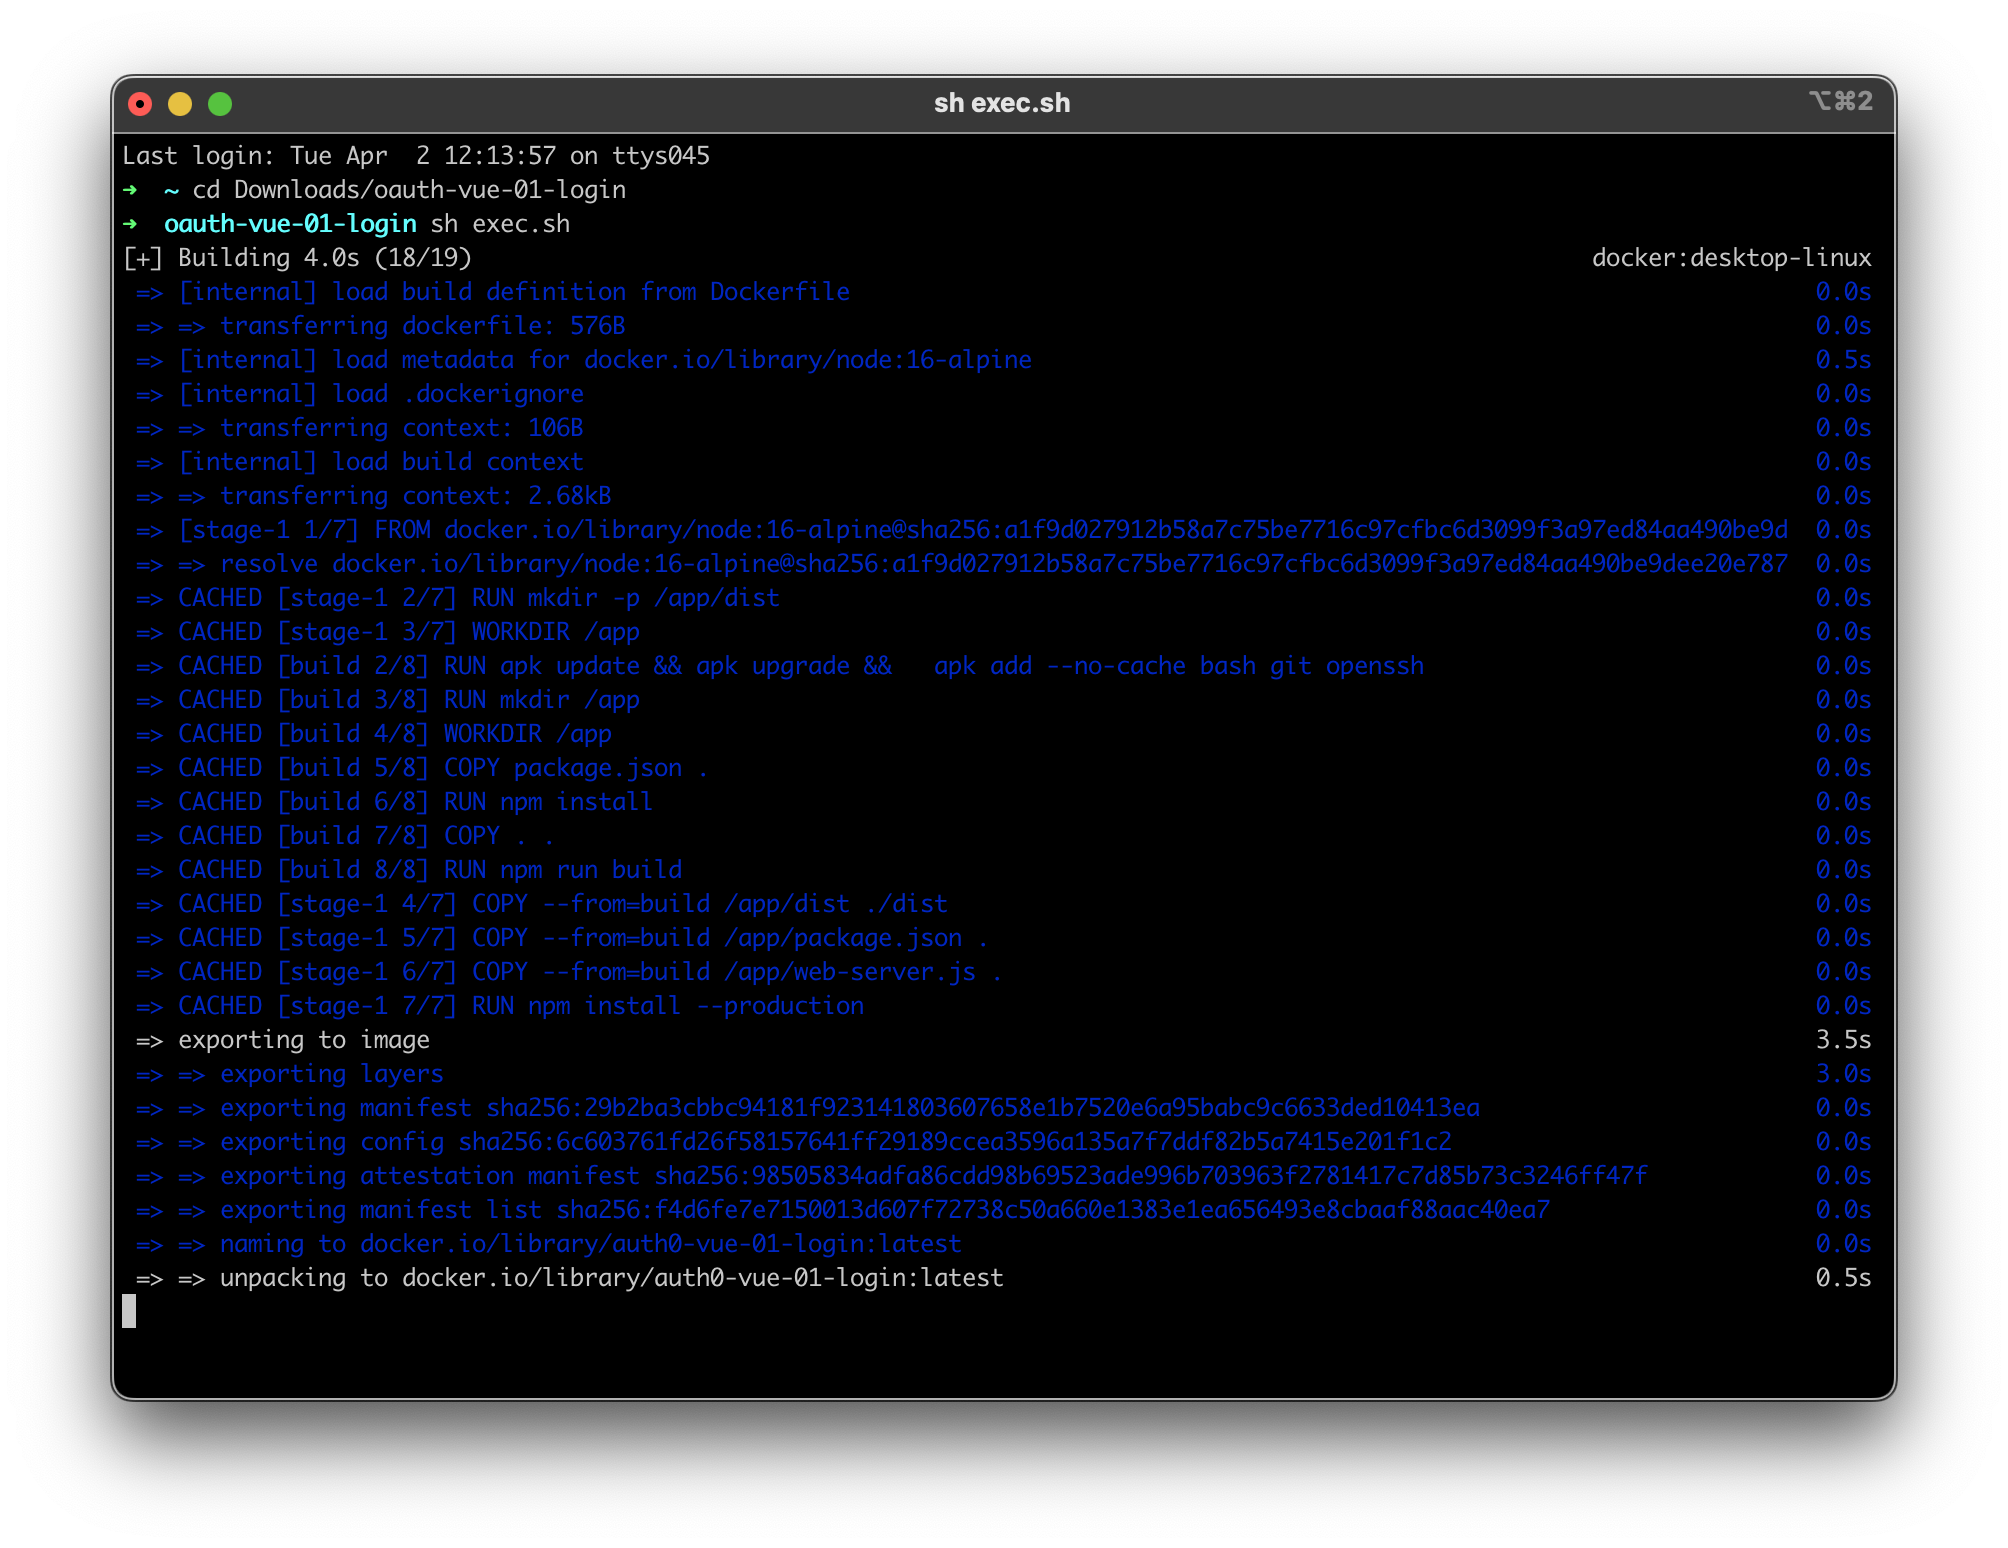 sh exec.sh ⌥⌘2
Last login: Tue Apr  2 12:13:57 on ttys045
➜  ~ cd Downloads/oauth-vue-01-login
➜  oauth-vue-01-login sh exec.sh
[+] Building 4.0s (18/19) docker:desktop-linux
=> [internal] load build definition from Dockerfile 0.0s
=> => transferring dockerfile: 576B 0.0s
=> [internal] load metadata for docker.io/library/node:16-alpine 0.5s
=> [internal] load .dockerignore 0.0s
=> => transferring context: 106B 0.0s
=> [internal] load build context 0.0s
=> => transferring context: 2.68kB 0.0s
=> [stage-1 1/7] FROM docker.io/library/node:16-alpine@sha256:a1f9d027912b58a7c75be7716c97cfbc6d3099f3a97ed84aa490be9d 0.0s
=> => resolve docker.io/library/node:16-alpine@sha256:a1f9d027912b58a7c75be7716c97cfbc6d3099f3a97ed84aa490be9dee20e787 0.0s
=> CACHED [stage-1 2/7] RUN mkdir -p /app/dist 0.0s
=> CACHED [stage-1 3/7] WORKDIR /app 0.0s
=> CACHED [build 2/8] RUN apk update && apk upgrade &&   apk add --no-cache bash git openssh 0.0s
=> CACHED [build 3/8] RUN mkdir /app 0.0s
=> CACHED [build 4/8] WORKDIR /app 0.0s
=> CACHED [build 5/8] COPY package.json . 0.0s
=> CACHED [build 6/8] RUN npm install 0.0s
=> CACHED [build 7/8] COPY . . 0.0s
=> CACHED [build 8/8] RUN npm run build 0.0s
=> CACHED [stage-1 4/7] COPY --from=build /app/dist ./dist 0.0s
=> CACHED [stage-1 5/7] COPY --from=build /app/package.json . 0.0s
=> CACHED [stage-1 6/7] COPY --from=build /app/web-server.js . 0.0s
=> CACHED [stage-1 7/7] RUN npm install --production 0.0s
=> exporting to image 3.5s
=> => exporting layers 3.0s
=> => exporting manifest sha256:29b2ba3cbbc94181f923141803607658e1b7520e6a95babc9c6633ded10413ea 0.0s
=> => exporting config sha256:6c603761fd26f58157641ff29189ccea3596a135a7f7ddf82b5a7415e201f1c2 0.0s
=> => exporting attestation manifest sha256:98505834adfa86cdd98b69523ade996b703963f2781417c7d85b73c3246ff47f 0.0s
=> => exporting manifest list sha256:f4d6fe7e7150013d607f72738c50a660e1383e1ea656493e8cbaaf88aac40ea7 0.0s
=> => naming to docker.io/library/auth0-vue-01-login:latest 0.0s
=> => unpacking to docker.io/library/auth0-vue-01-login:latest 0.5s